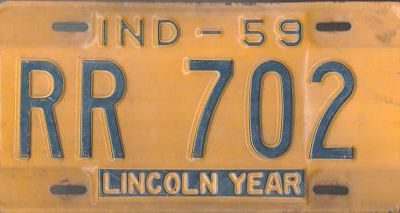 IND - 59
RR 702
LINCOLN YEAR